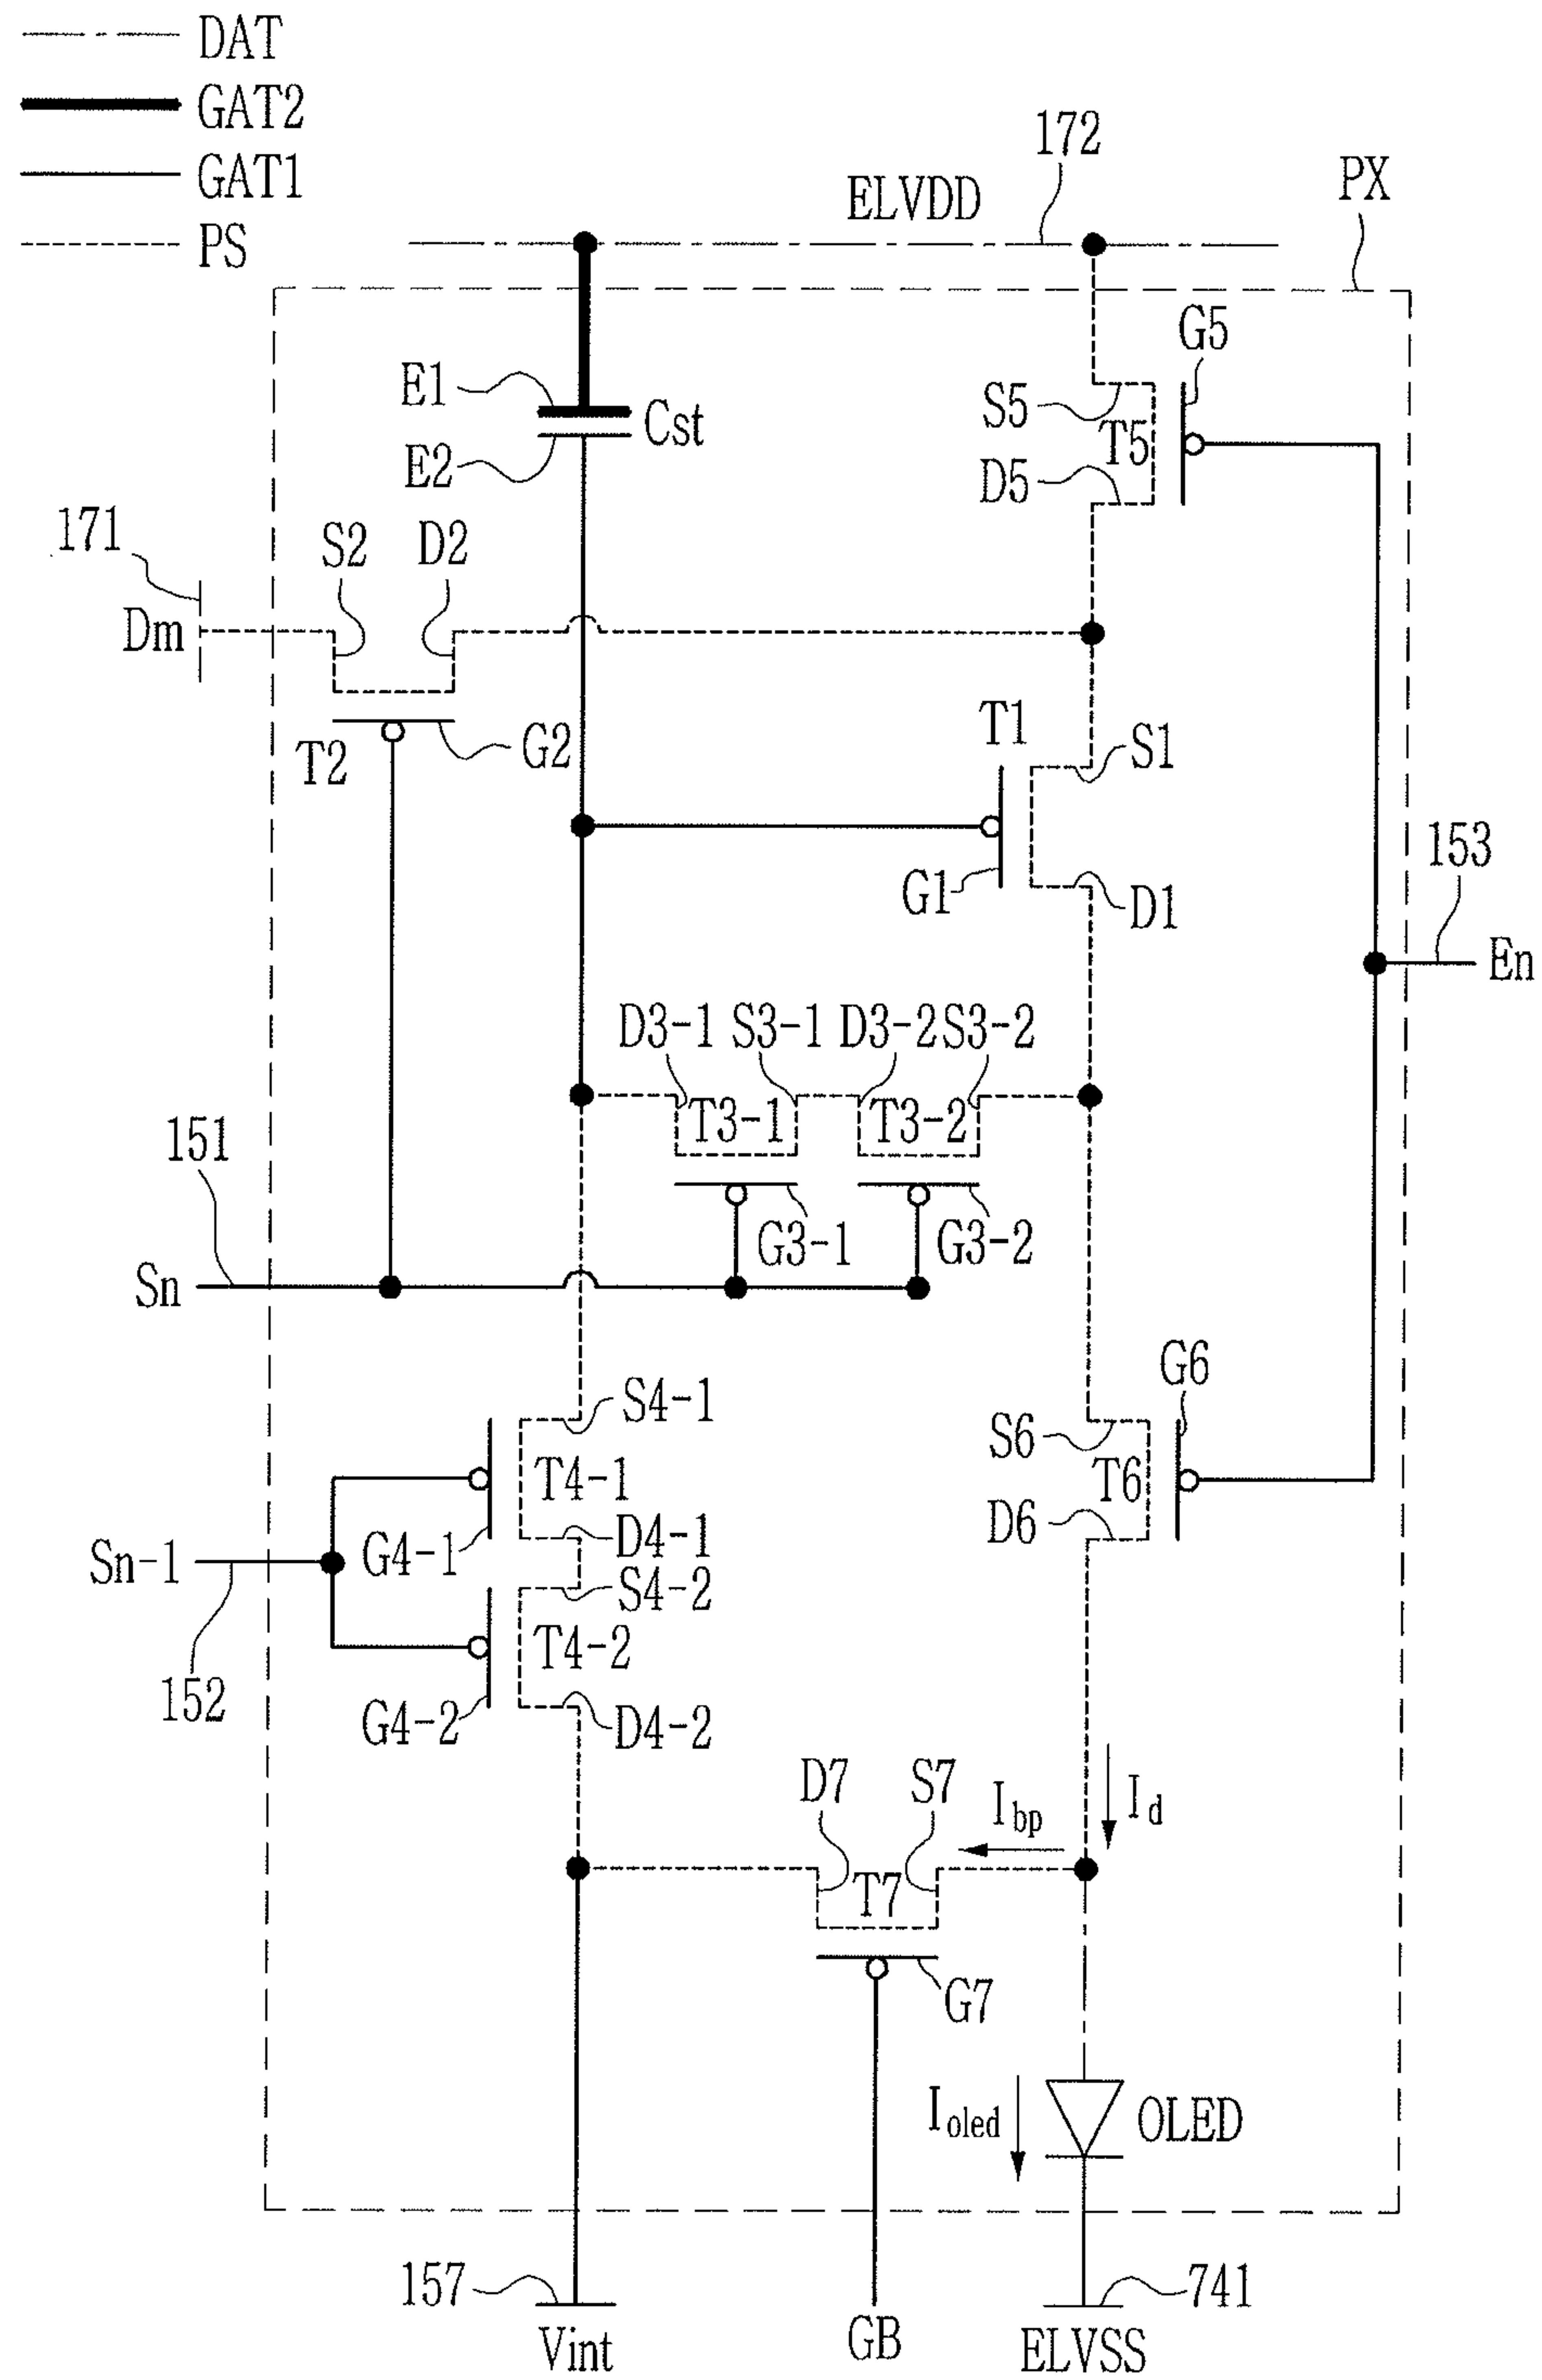 DAT
GAT2
GAT1
PS
172
ELVDD
PX
G5
E1
Cst
S5
T5
E2
D5
171
S2
D2
Dm
T2
G2
T1
S1
G1
D1
153
En
D3-1
S3-1
D3-2
S3-2
T3-1
T3-2
151
G3-1
G3-2
Sn
G6
S4-1
S6
T4-1
T6
D4-1
D6
G4-1
Sn-1
S4-2
T4-2
152
G4-2
D4-2
D7
S7
Ibp
Id
T7
G7
Ioled
OLED
157
741
Vint
GB
ELVSS